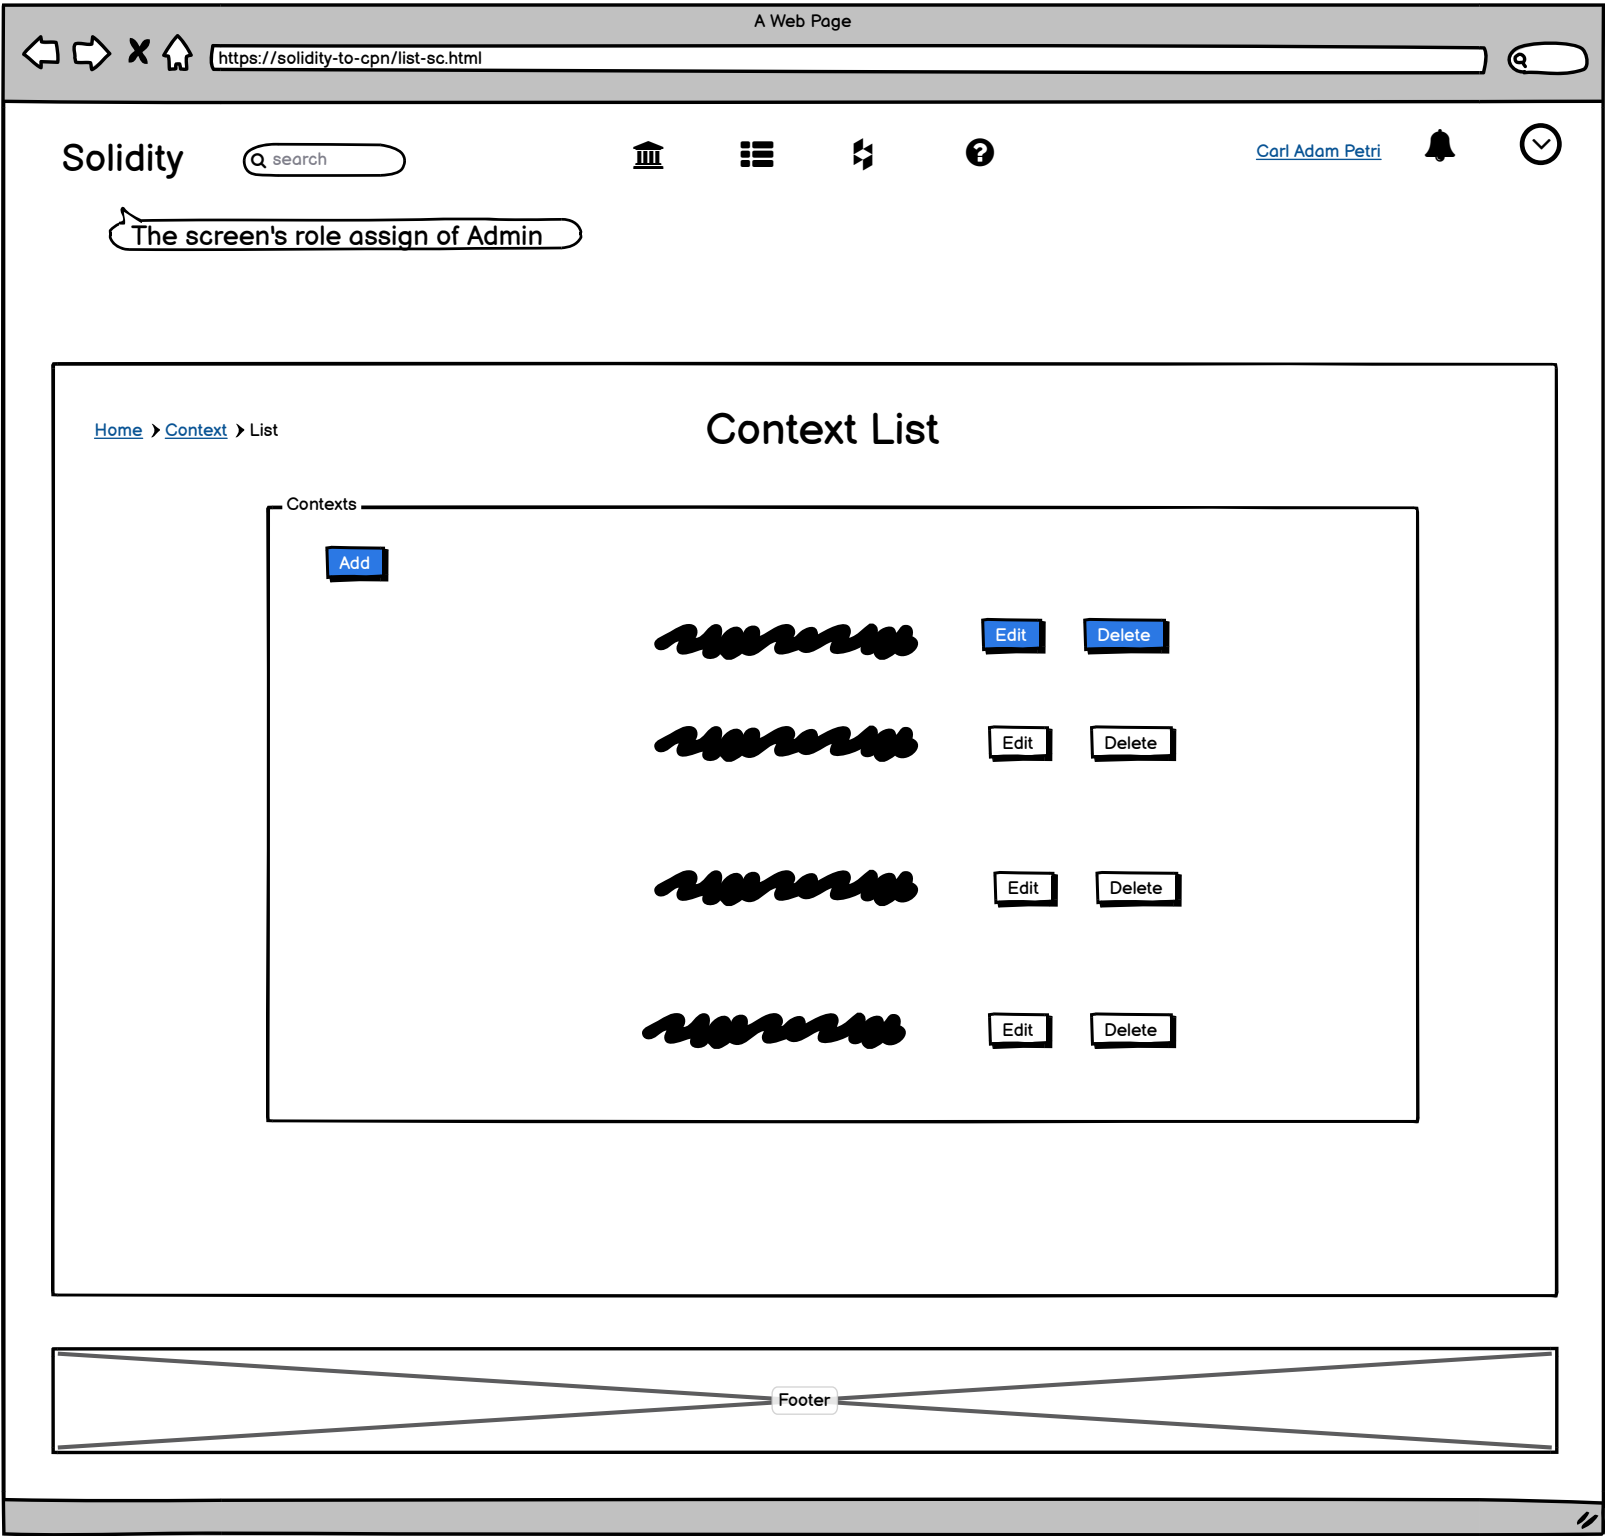 A Web Page
https://solidity-to-cpn/list-sc.html
Solidity
search
Carl Adam Petri
The screen's role assign of Admin
Home > Context > List
Context List
Contexts
Add
Edit Delete
Edit Delete
Edit Delete
Edit Delete
Footer